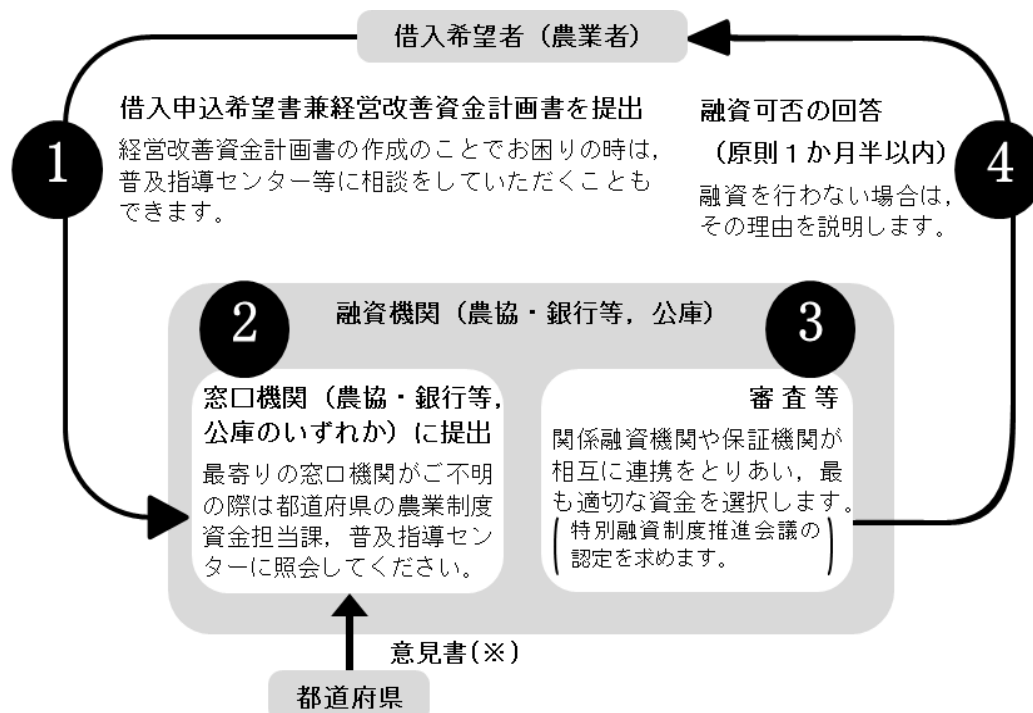 借入希望者（農業者）
1
借入申込希望書兼経営改善資金計画書を提出
経営改善資金計画書の作成のことでお困りの時は，
普及指導センター等に相談をしていただくことも
できます。
融資可否の回答
（原則１か月半以内）
融資を行わない場合は，
その理由を説明します。
4
融資機関（農協・銀行等，公庫）
2
窓口機関（農協・銀行等，
公庫のいずれか）に提出
最寄りの窓口機関がご不明
の際は都道府県の農業制度
資金担当課，普及指導セン
ターに照会してください。
3
審査等
関係融資機関や保証機関が
相互に連携をとりあい，最
も適切な資金を選択します。
（特別融資制度推進会議の
認定を求めます。）
意見書(※)
都道府県